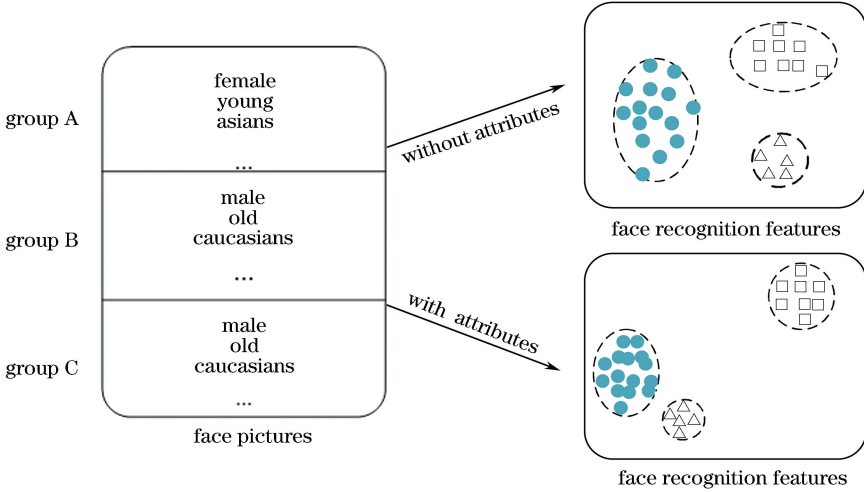 group A
female
young
asians
...
group B
male
old
caucasians
...
group C
male
old
caucasians
...
face pictures
without attributes
with attributes
face recognition features
face recognition features